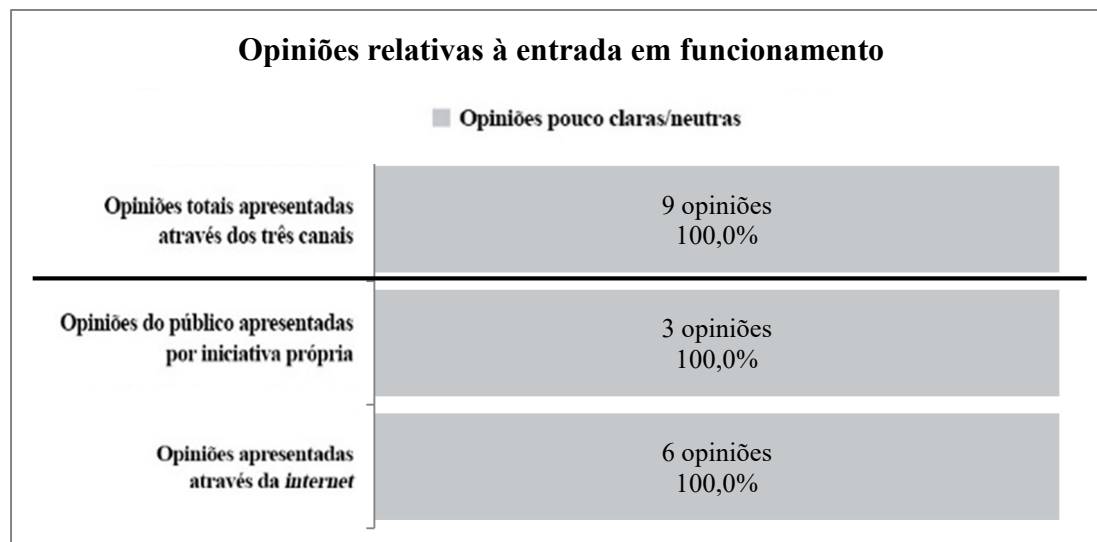 Opiniões relativas à entrada em funcionamento
Opiniões pouco claras/neutras
Opiniões totais apresentadas
através dos três canais
9 opiniões
100,0%
Opiniões do público apresentadas
por iniciativa própria
3 opiniões
100,0%
Opiniões apresentadas
através da internet
6 opiniões
100,0%